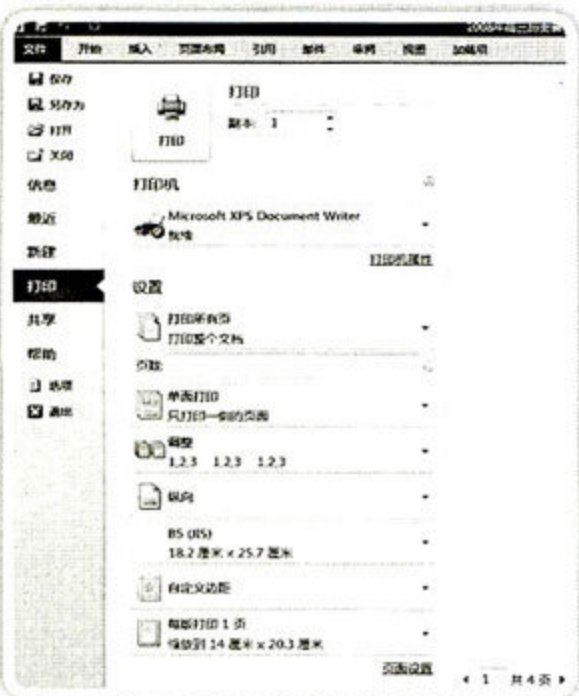 文件 开始 插入 页面布局 引用 邮件 审阅 视图 加载项
保存
另存为
打开
关闭
信息
最近
新建
打印
共享
帮助
选项
退出
打印
打印
副本: 1
打印机
Microsoft XPS Document Writer
就绪
打印机属性
设置
打印所有页
打印整个文档
页数:
单面打印
只打印一侧的页面
调整
1,2,3 1,2,3 1,2,3
纵向
B5 (JIS)
18.2 厘米 x 25.7 厘米
自定义边距
每版打印 1 页
缩放到 14 厘米 x 20.3 厘米
页面设置
1 共 4 页